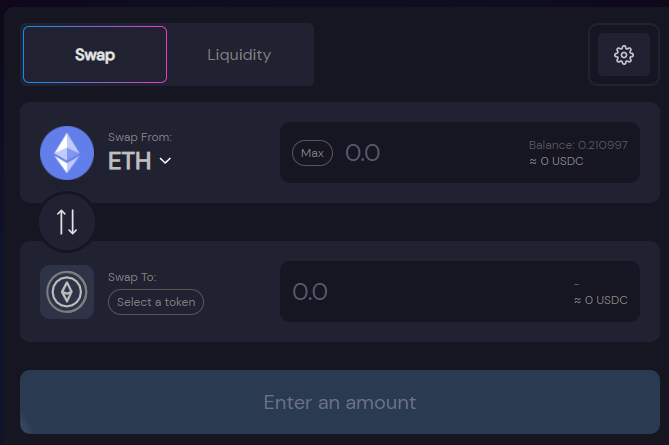 Swap
Liquidity
Swap From:
ETH
Max
0.0
Balance: 0.210997
≈ 0 USDC
Swap To:
Select a token
0.0
-
≈ 0 USDC
Enter an amount